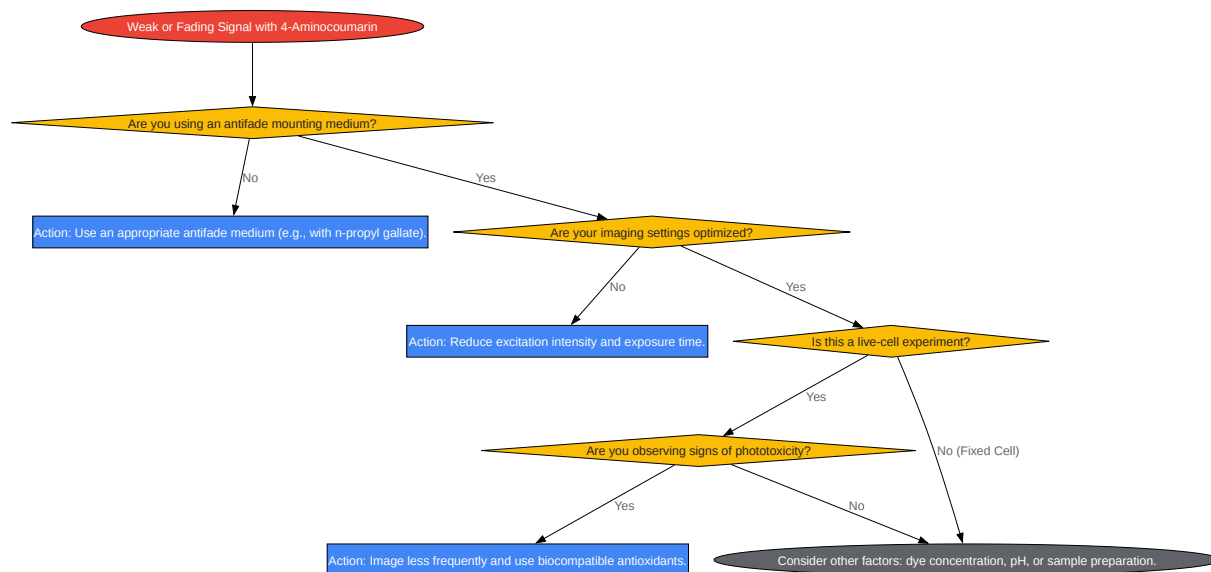 Weak or Fading Signal with 4-Aminocoumarin
Are you using an antifade mounting medium?
No
Yes
Action: Use an appropriate antifade medium (e.g., with n-propyl gallate).
Are your imaging settings optimized?
No
Yes
Action: Reduce excitation intensity and exposure time.
Is this a live-cell experiment?
Yes
No (Fixed Cell)
Are you observing signs of phototoxicity?
Yes
No
Action: Image less frequently and use biocompatible antioxidants.
Consider other factors: dye concentration, pH, or sample preparation.